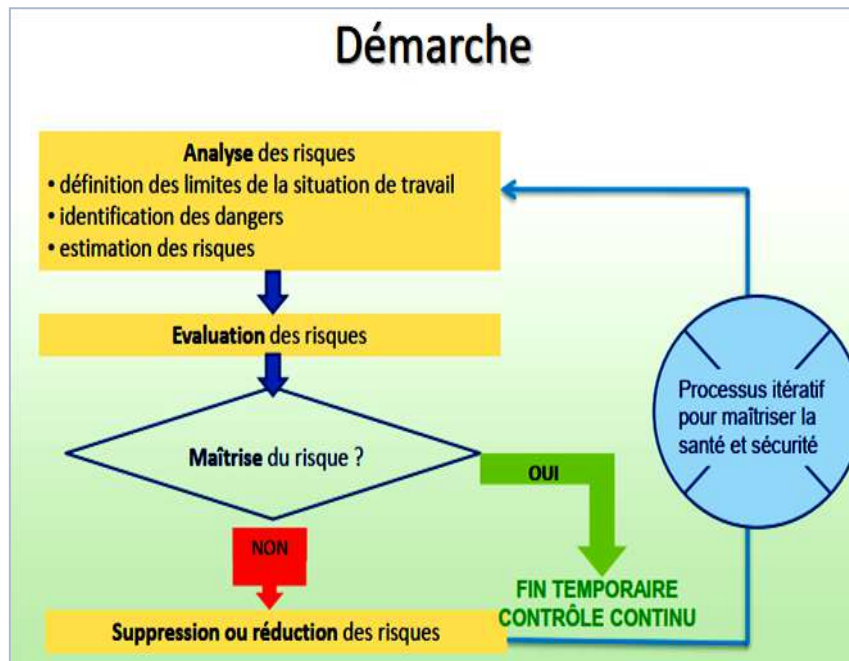 Démarche
Analyse des risques
• définition des limites de la situation de travail
• identification des dangers
• estimation des risques
Evaluation des risques
Maîtrise du risque ?
OUI
NON
Processus itératif
pour maîtriser la
santé et sécurité
FIN TEMPORAIRE
CONTRÔLE CONTINU
Suppression ou réduction des risques